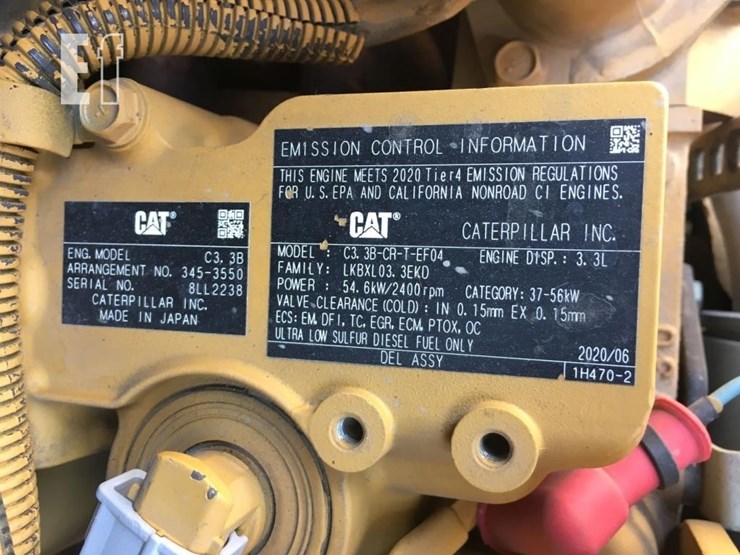 Ef
CAT®
ENG. MODEL C3.3B
ARRANGEMENT NO. 345-3550
SERIAL NO. 8LL2238
CATERPILLAR INC.
MADE IN JAPAN
EMISSION CONTROL INFORMATION
THIS ENGINE MEETS 2020 Tier4 EMISSION REGULATIONS
FOR U.S. EPA AND CALIFORNIA NONROAD CI ENGINES.
CAT® CATERPILLAR INC.
MODEL : C3.3B-CR-T-EF04 ENGINE DISP.: 3.3L
FAMILY: LKBXL03.3EKD
POWER : 54.6kW/2400rpm CATEGORY: 37-56kW
VALVE CLEARANCE (COLD) : IN 0.15mm EX 0.15mm
ECS: EM, DFI, TC, EGR, ECM, PTOX, OC
ULTRA LOW SULFUR DIESEL FUEL ONLY
2020/06
DEL ASSY
1H470-2